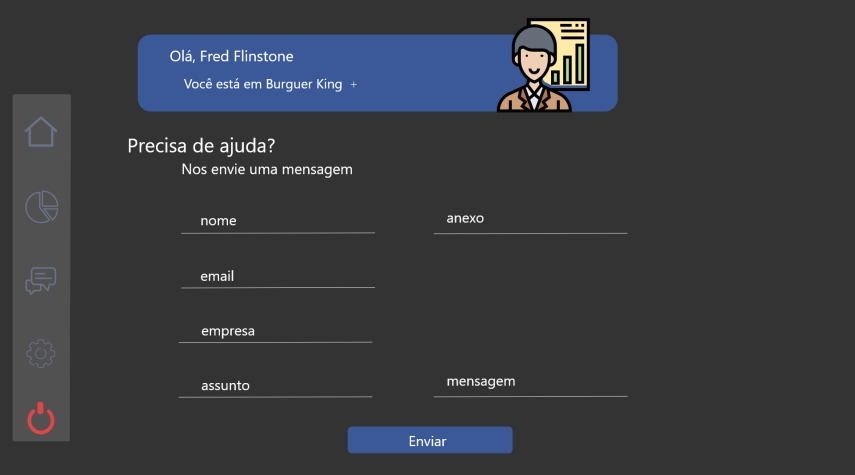 Olá, Fred Flinstone
Você está em Burguer King +
Precisa de ajuda?
Nos envie uma mensagem
nome
anexo
email
empresa
assunto
mensagem
Enviar